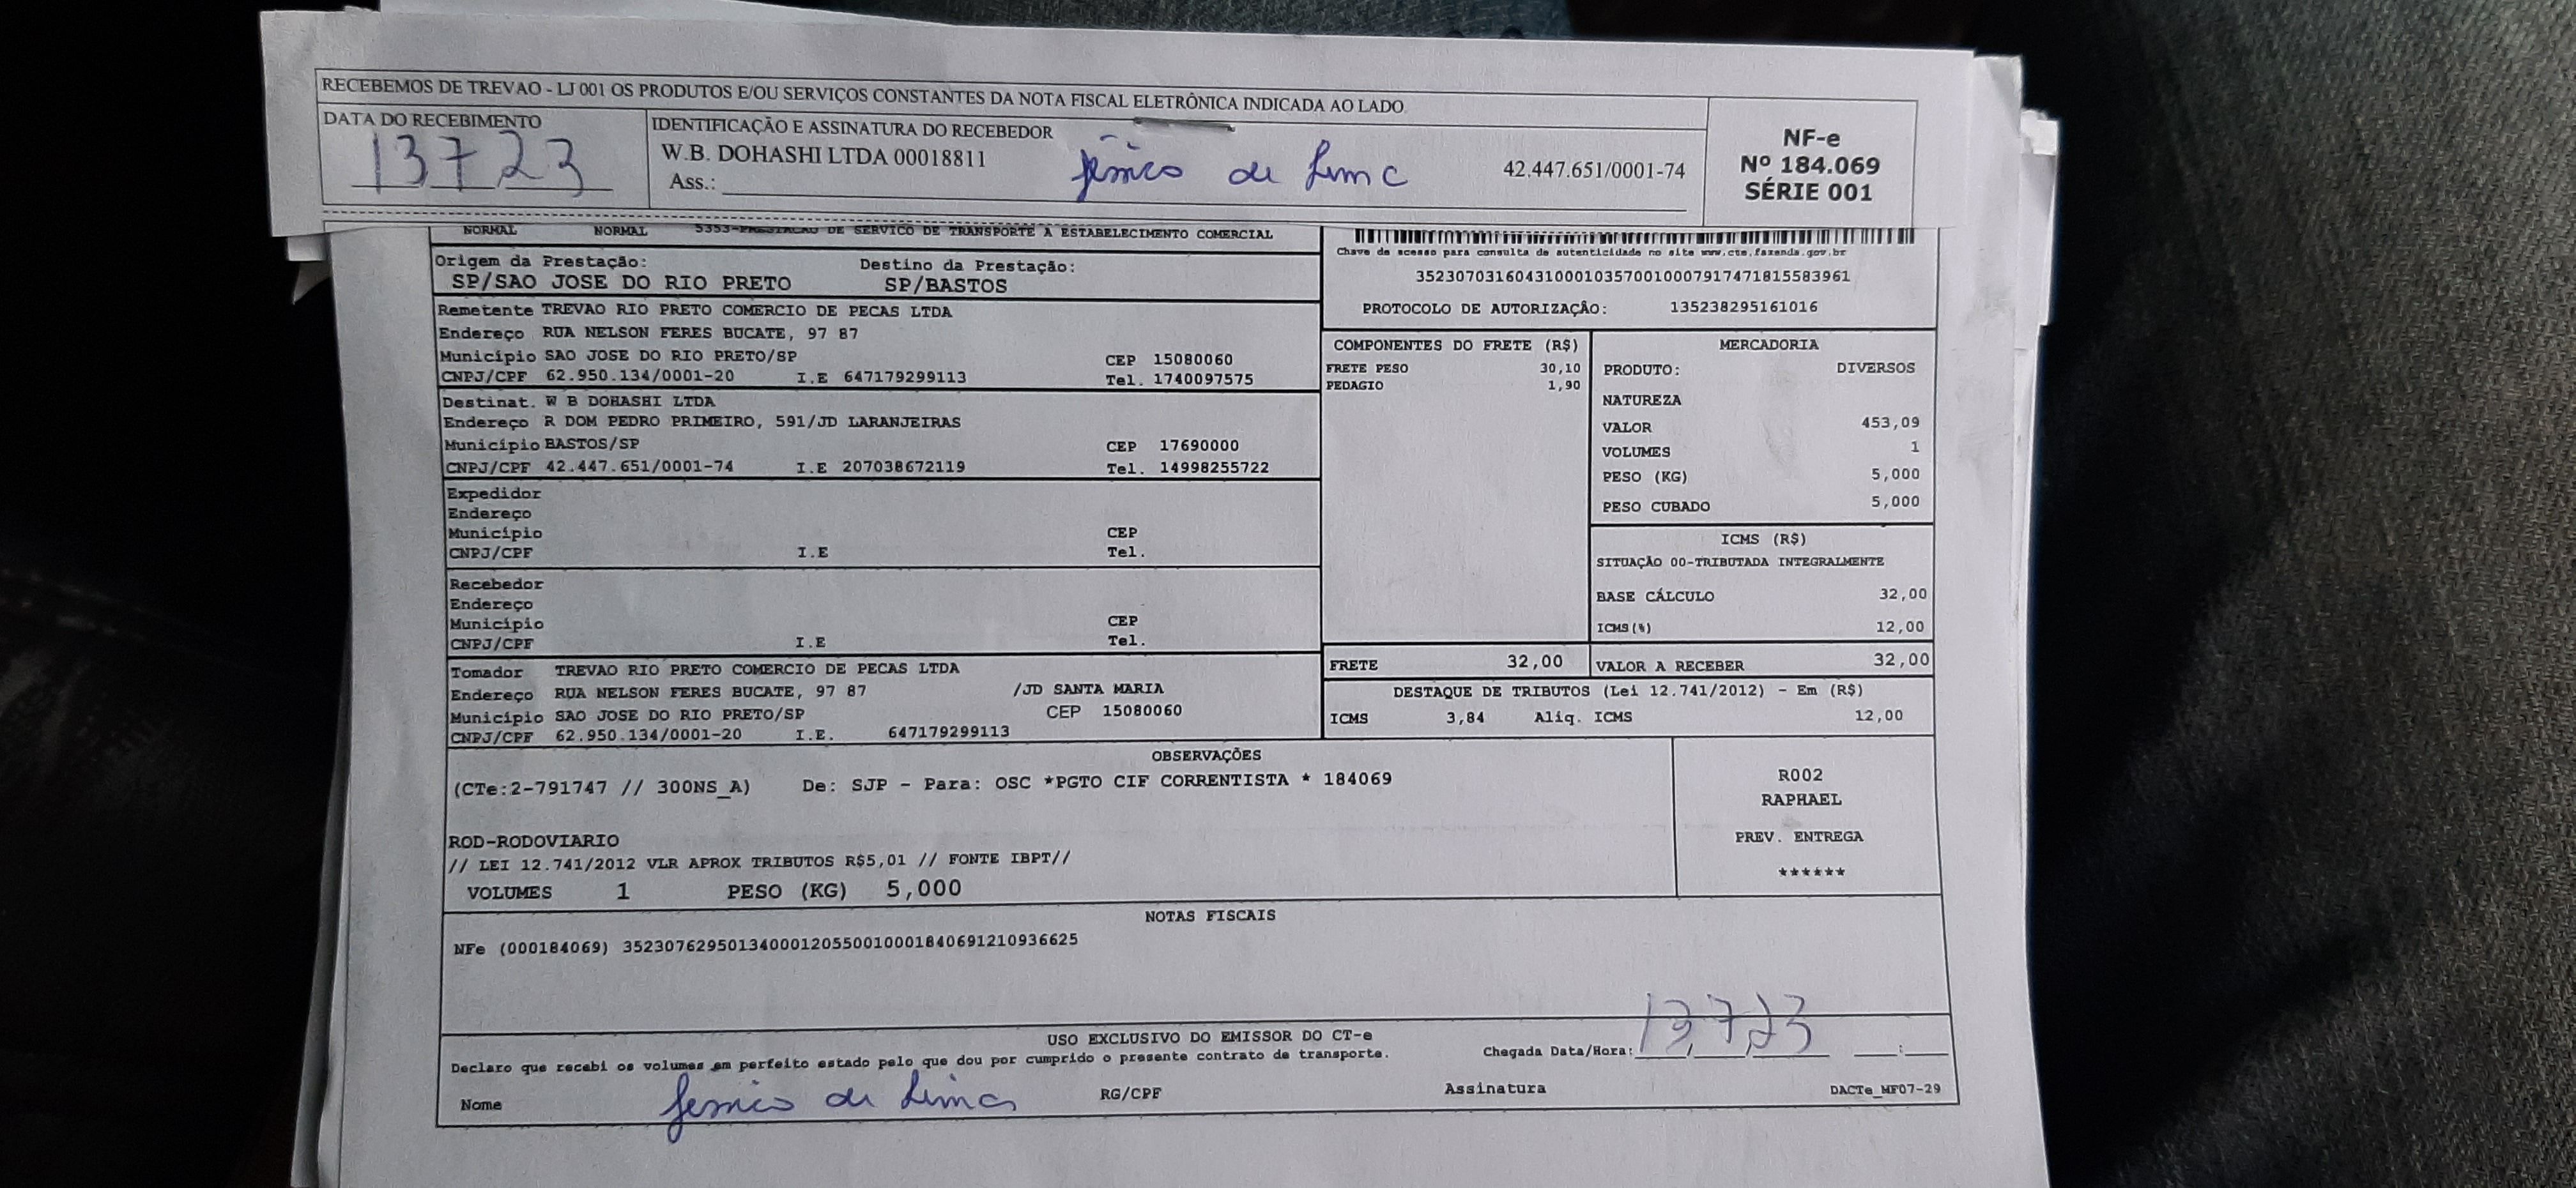 RECEBEMOS DE TREVAO - LJ 001 OS PRODUTOS E/OU SERVIÇOS CONSTANTES DA NOTA FISCAL ELETRÔNICA INDICADA AO LADO
DATA DO RECEBIMENTO
13 7 23
IDENTIFICAÇÃO E ASSINATURA DO RECEBEDOR
W.B. DOHASHI LTDA 00018811
42.447.651/0001-74
Ass.: de Lima
NF-e
Nº 184.069
SÉRIE 001
NORMAL NORMAL 5353-PRESTACAO DE SERVICO DE TRANSPORTE A ESTABELECIMENTO COMERCIAL
Origem da Prestação: Destino da Prestação:
SP/SAO JOSE DO RIO PRETO SP/BASTOS
Chave de acesso para consulta de autenticidade no site www.cte.fazenda.gov.br
35230703160431000103570010007917471815583961
PROTOCOLO DE AUTORIZAÇÃO: 135238295161016
Remetente TREVAO RIO PRETO COMERCIO DE PECAS LTDA
Endereço RUA NELSON FERES BUCATE, 97 87
Município SAO JOSE DO RIO PRETO/SP CEP 15080060
CNPJ/CPF 62.950.134/0001-20 I.E 647179299113 Tel. 1740097575
Destinat. W B DOHASHI LTDA
Endereço R DOM PEDRO PRIMEIRO, 591/JD LARANJEIRAS
Município BASTOS/SP CEP 17690000
CNPJ/CPF 42.447.651/0001-74 I.E 207038672119 Tel. 14998255722
Expedidor
Endereço
Município CEP
CNPJ/CPF I.E Tel.
Recebedor
Endereço
Município CEP
CNPJ/CPF I.E Tel.
Tomador TREVAO RIO PRETO COMERCIO DE PECAS LTDA
Endereço RUA NELSON FERES BUCATE, 97 87 /JD SANTA MARIA
Município SAO JOSE DO RIO PRETO/SP CEP 15080060
CNPJ/CPF 62.950.134/0001-20 I.E. 647179299113
COMPONENTES DO FRETE (R$)
FRETE PESO 30,10
PEDAGIO 1,90
MERCADORIA
PRODUTO: DIVERSOS
NATUREZA
VALOR 453,09
VOLUMES 1
PESO (KG) 5,000
PESO CUBADO 5,000
ICMS (R$)
SITUAÇÃO 00-TRIBUTADA INTEGRALMENTE
BASE CÁLCULO 32,00
ICMS(%) 12,00
FRETE 32,00 VALOR A RECEBER 32,00
DESTAQUE DE TRIBUTOS (Lei 12.741/2012) - Em (R$)
ICMS 3,84 Aliq. ICMS 12,00
OBSERVAÇÕES
(CTe:2-791747 // 300NS_A) De: SJP - Para: OSC *PGTO CIF CORRENTISTA * 184069
ROD-RODOVIARIO
// LEI 12.741/2012 VLR APROX TRIBUTOS R$5,01 // FONTE IBPT//
VOLUMES 1 PESO (KG) 5,000
R002
RAPHAEL
PREV. ENTREGA
******
NOTAS FISCAIS
NFe (000184069) 35230762950134000120550010001840691210936625
USO EXCLUSIVO DO EMISSOR DO CT-e
Declaro que recebi os volumes em perfeito estado pelo que dou por cumprido o presente contrato de transporte.
Chegada Data/Hora: 13/7/23 :
Nome de Lima RG/CPF Assinatura DACTe_MF07-29